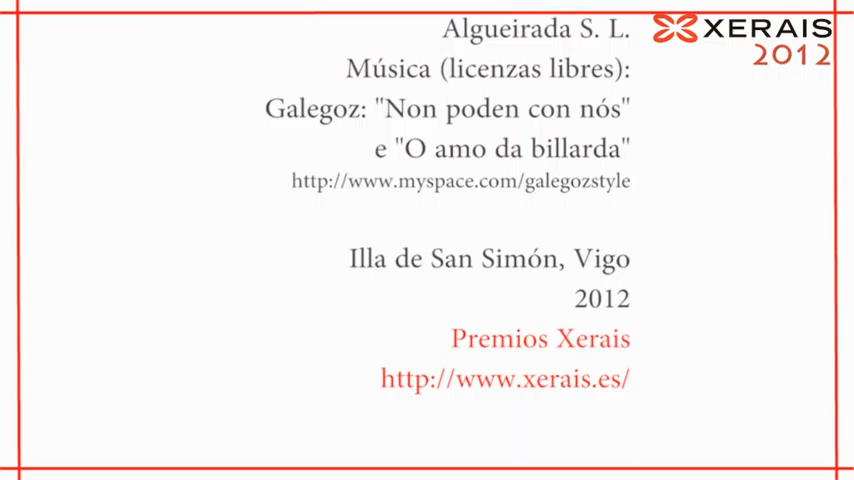 Algueirada S. L.
Música (licenzas libres):
Galegoz: "Non poden con nós"
e "O amo da billarda"
http://www.myspace.com/galegozstyle
Illa de San Simón, Vigo
2012
Premios Xerais
http://www.xerais.es/
XERAIS
2012